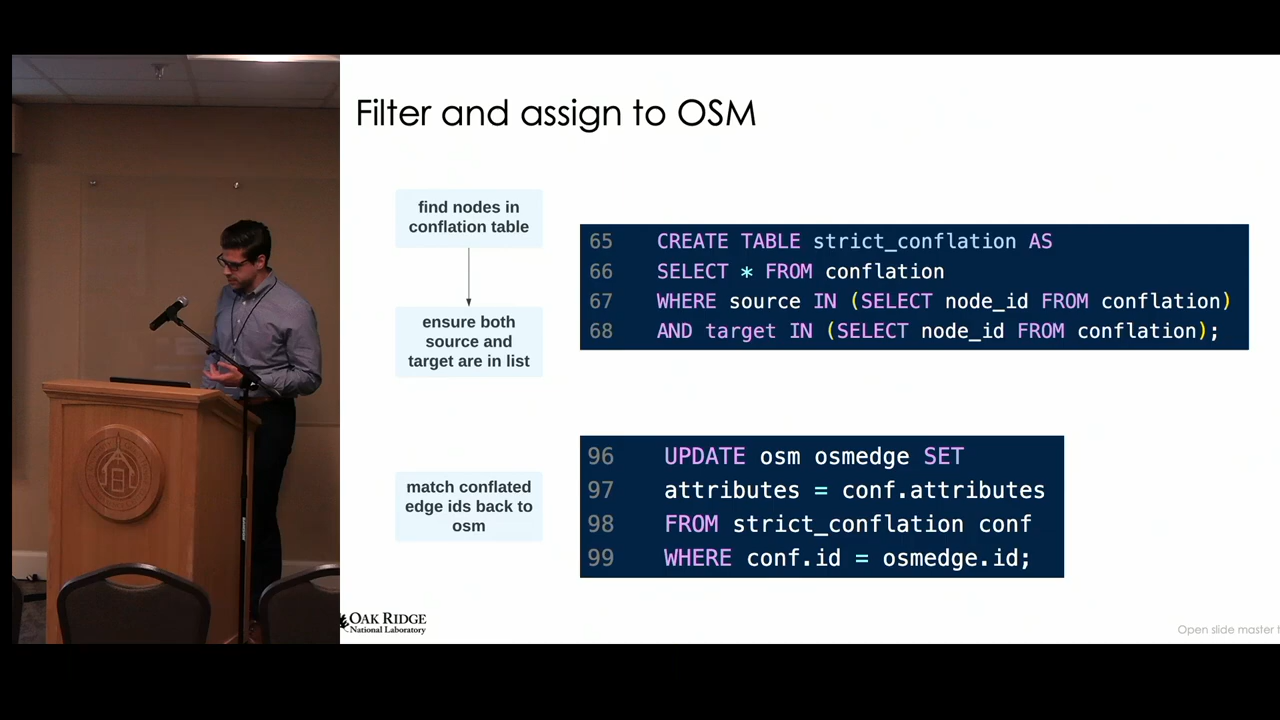 Filter and assign to OSM
find nodes in
conflation table
ensure both
source and
target are in list
65 CREATE TABLE strict_conflation AS
66 SELECT * FROM conflation
67 WHERE source IN (SELECT node_id FROM conflation)
68 AND target IN (SELECT node_id FROM conflation);
match conflated
edge ids back to
osm
96 UPDATE osm osmedge SET
97 attributes = conf.attributes
98 FROM strict_conflation conf
99 WHERE conf.id = osmedge.id;
OAK RIDGE
National Laboratory
Open slide master t